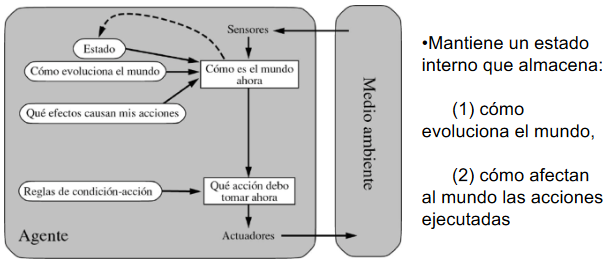 Sensores
Estado
Cómo evoluciona el mundo
Cómo es el mundo
ahora
Qué efectos causan mis acciones
Reglas de condición-acción
Qué acción debo
tomar ahora
Agente
Actuadores
Medio ambiente
•Mantiene un estado
interno que almacena:
(1) cómo
evoluciona el mundo,
(2) cómo afectan
al mundo las acciones
ejecutadas